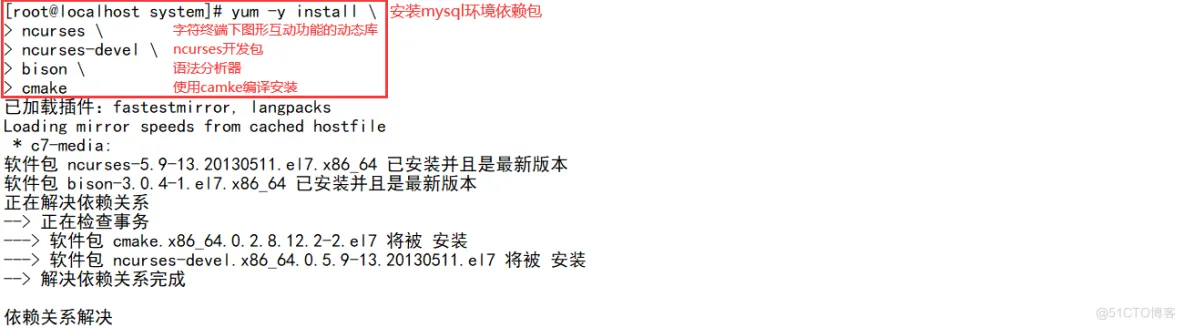 [root@localhost system]# yum -y install \ 安装mysql环境依赖包
> ncurses \ 字符终端下图形互动功能的动态库
> ncurses-devel \ ncurses开发包
> bison \ 语法分析器
> cmake 使用camke编译安装
已加载插件：fastestmirror, langpacks
Loading mirror speeds from cached hostfile
 * c7-media:
软件包 ncurses-5.9-13.20130511.el7.x86_64 已安装并且是最新版本
软件包 bison-3.0.4-1.el7.x86_64 已安装并且是最新版本
正在解决依赖关系
--> 正在检查事务
---> 软件包 cmake.x86_64.0.2.8.12.2-2.el7 将被 安装
---> 软件包 ncurses-devel.x86_64.0.5.9-13.20130511.el7 将被 安装
--> 解决依赖关系完成
依赖关系解决
@51CTO博客